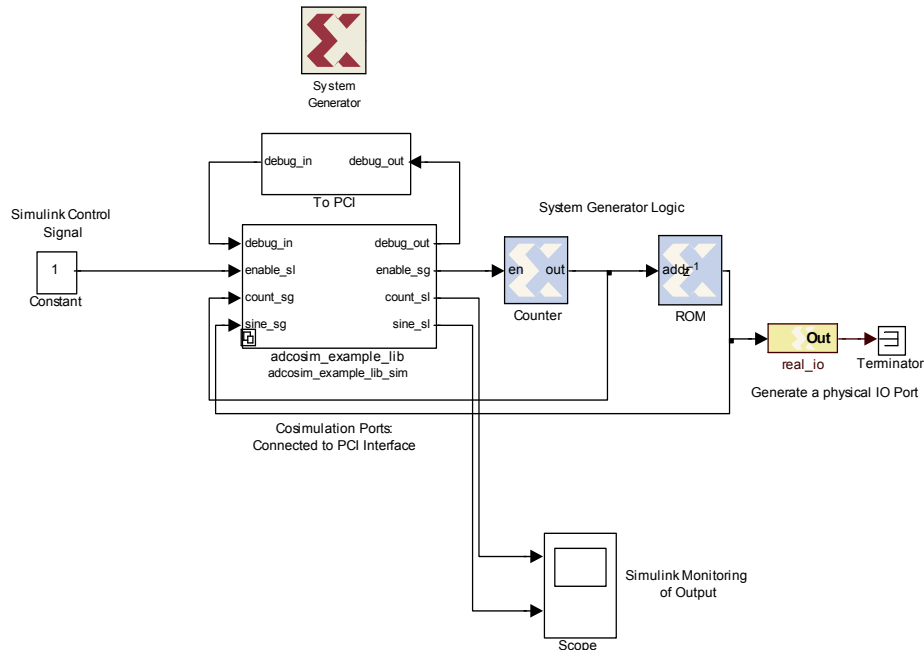 System
Generator
debug_in
debug_out
To PCI
Simulink Control
Signal
1
Constant
debug_in
debug_out
enable_sl
enable_sg
count_sg
count_sl
sine_sg
sine_sl
adcosim_example_lib
adcosim_example_lib_sim
System Generator Logic
en
out
Counter
addr
z-1
ROM
Out
real_io
Terminator
Generate a physical IO Port
Cosimulation Ports:
Connected to PCI Interface
Simulink Monitoring
of Output
Scope